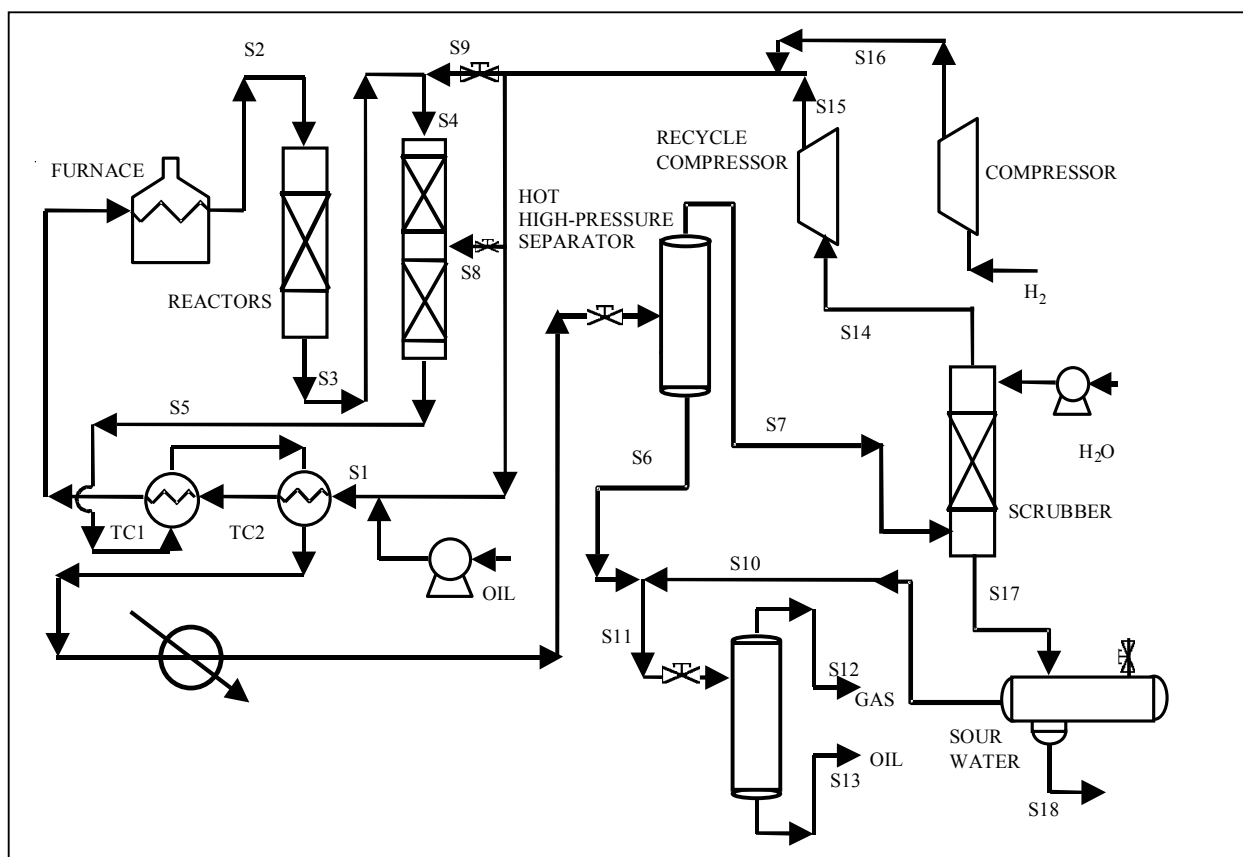 S2
S9
S16
S15
S4
RECYCLE
COMPRESSOR
FURNACE
COMPRESSOR
HOT
HIGH-PRESSURE
SEPARATOR
S8
REACTORS
H2
S14
S3
S5
S7
S6
H2O
S1
SCRUBBER
TC1
TC2
S10
OIL
S17
S11
S12
GAS
SOUR
WATER
OIL
S13
S18